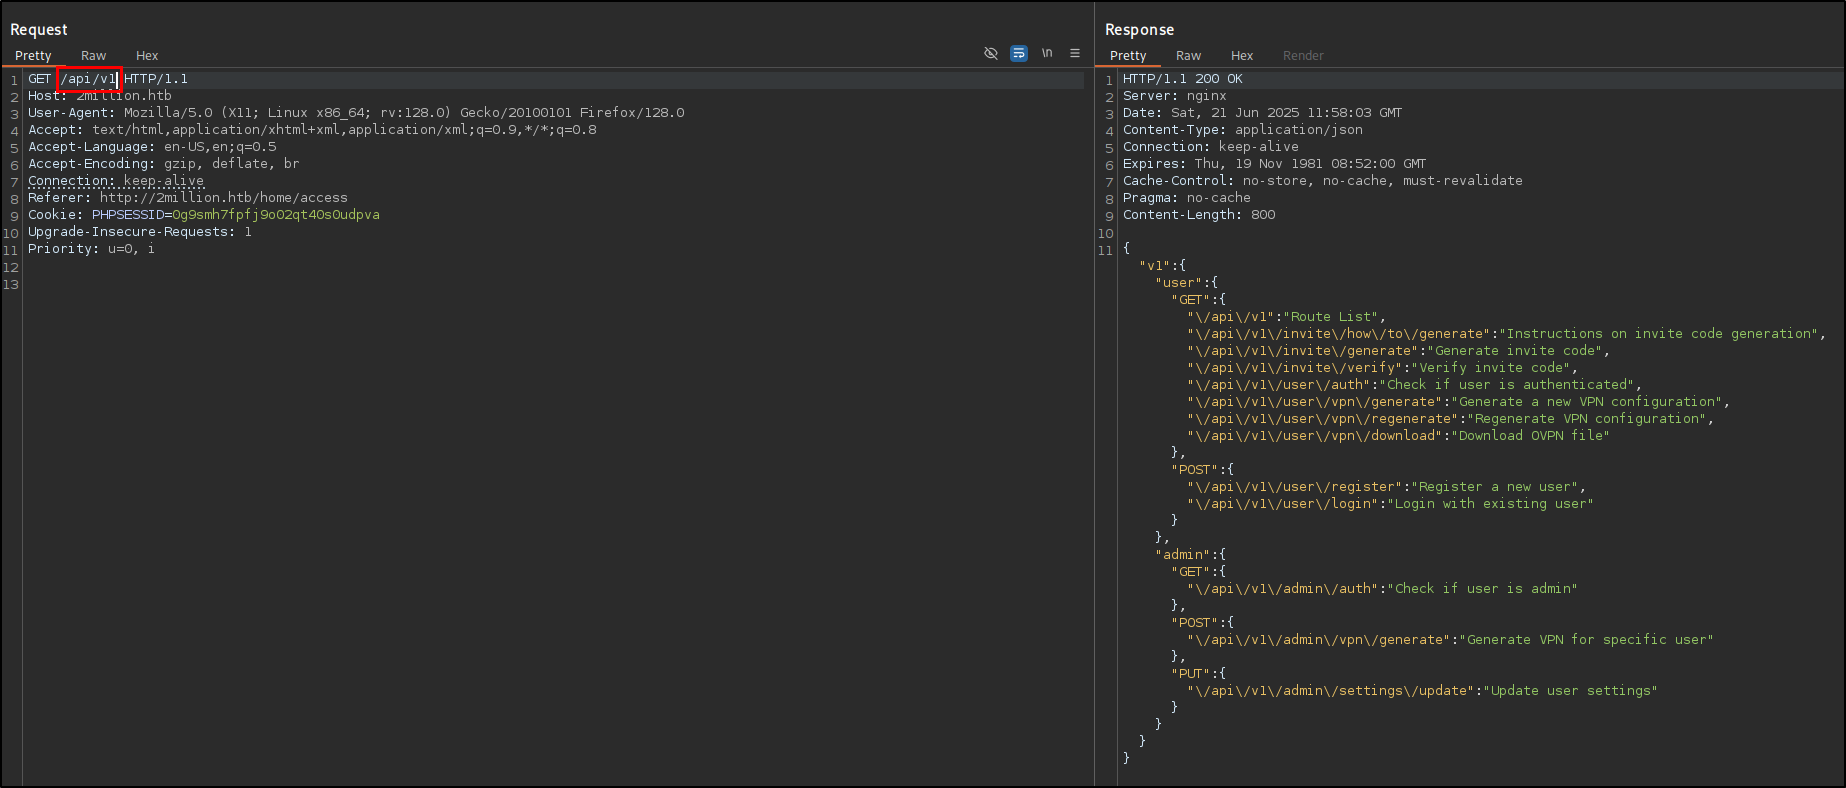 Request
Pretty Raw Hex
\n
1 GET /api/v1 HTTP/1.1
2 Host: 2million.htb
3 User-Agent: Mozilla/5.0 (X11; Linux x86_64; rv:128.0) Gecko/20100101 Firefox/128.0
4 Accept: text/html,application/xhtml+xml,application/xml;q=0.9,*/*;q=0.8
5 Accept-Language: en-US,en;q=0.5
6 Accept-Encoding: gzip, deflate, br
7 Connection: keep-alive
8 Referer: http://2million.htb/home/access
9 Cookie: PHPSESSID=0g9smh7fpfj9o02qt40s0udpva
10 Upgrade-Insecure-Requests: 1
11 Priority: u=0, i
12
13
Response
Pretty Raw Hex Render
1 HTTP/1.1 200 OK
2 Server: nginx
3 Date: Sat, 21 Jun 2025 11:58:03 GMT
4 Content-Type: application/json
5 Connection: keep-alive
6 Expires: Thu, 19 Nov 1981 08:52:00 GMT
7 Cache-Control: no-store, no-cache, must-revalidate
8 Pragma: no-cache
9 Content-Length: 800
10
11 {
"v1":{
"user":{
"GET":{
"\/api\/v1":"Route List",
"\/api\/v1\/invite\/how\/to\/generate":"Instructions on invite code generation",
"\/api\/v1\/invite\/generate":"Generate invite code",
"\/api\/v1\/invite\/verify":"Verify invite code",
"\/api\/v1\/user\/auth":"Check if user is authenticated",
"\/api\/v1\/user\/vpn\/generate":"Generate a new VPN configuration",
"\/api\/v1\/user\/vpn\/regenerate":"Regenerate VPN configuration",
"\/api\/v1\/user\/vpn\/download":"Download OVPN file"
},
"POST":{
"\/api\/v1\/user\/register":"Register a new user",
"\/api\/v1\/user\/login":"Login with existing user"
}
},
"admin":{
"GET":{
"\/api\/v1\/admin\/auth":"Check if user is admin"
},
"POST":{
"\/api\/v1\/admin\/vpn\/generate":"Generate VPN for specific user"
},
"PUT":{
"\/api\/v1\/admin\/settings\/update":"Update user settings"
}
}
}
}